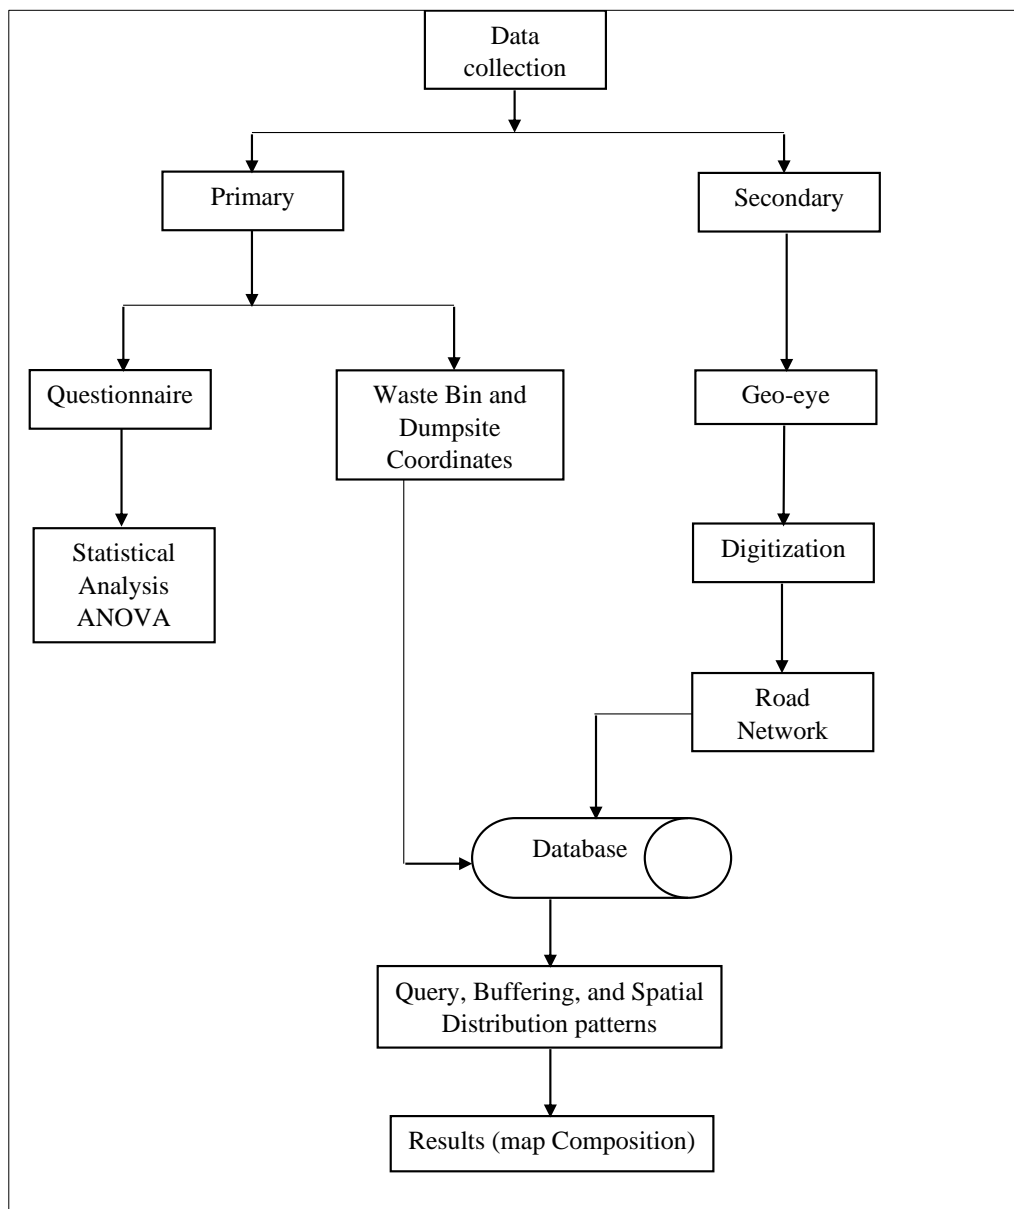 Data
collection
Primary
Secondary
Questionnaire
Waste Bin and
Dumpsite
Coordinates
Geo-eye
Statistical
Analysis
ANOVA
Digitization
Road
Network
Database
Query, Buffering, and Spatial
Distribution patterns
Results (map Composition)